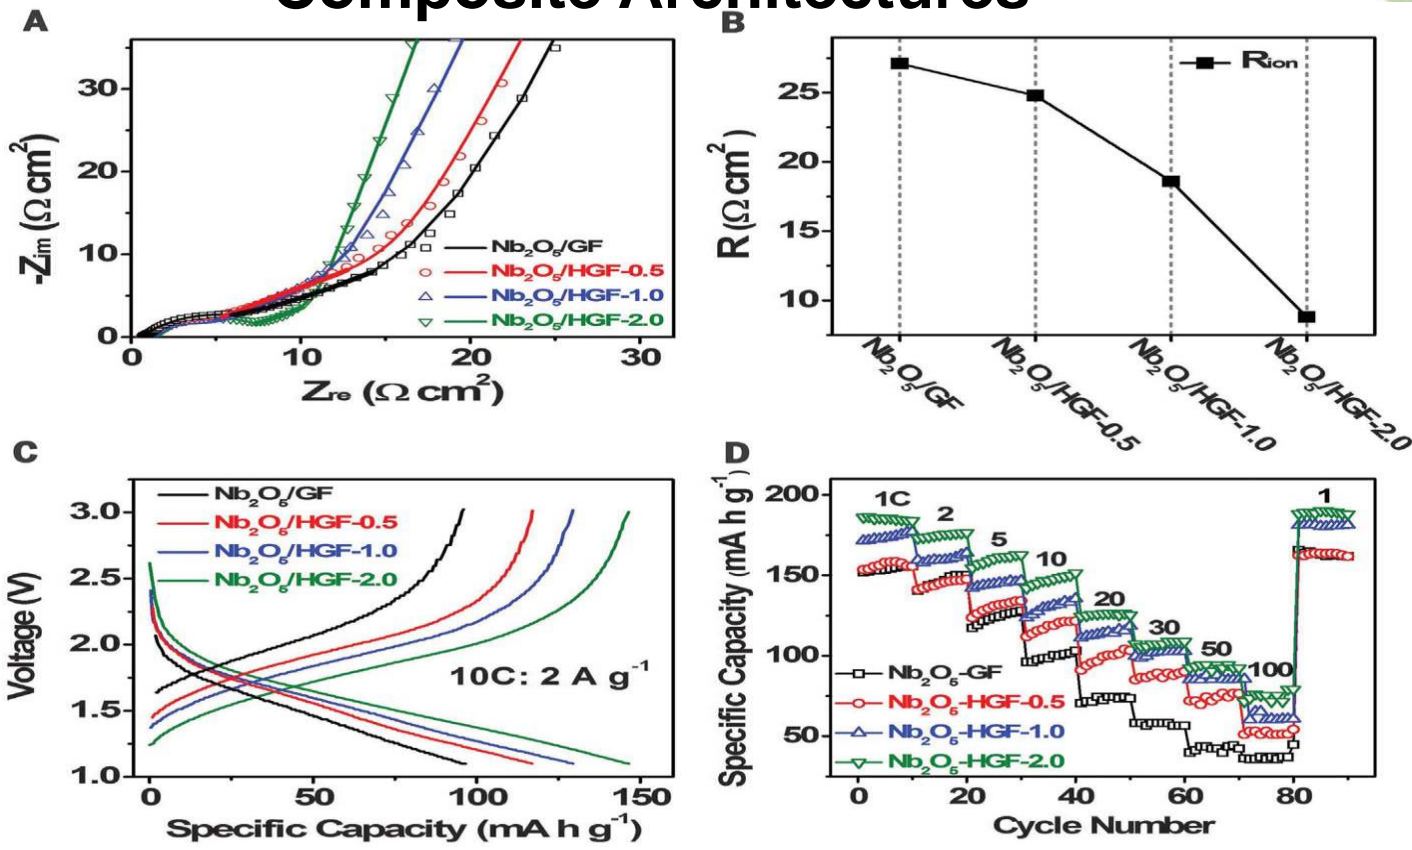 Composite Architectures
A
30
20
10
0
0 10 20 30
-Zim (Ω cm²)
Zre (Ω cm²)
Nb₂O₅/GF
Nb₂O₅/HGF-0.5
Nb₂O₅/HGF-1.0
Nb₂O₅/HGF-2.0
B
Rion
25
20
15
10
R (Ω cm²)
Nb₂O₅/GF
Nb₂O₅/HGF-0.5
Nb₂O₅/HGF-1.0
Nb₂O₅/HGF-2.0
C
Nb₂O₅/GF
Nb₂O₅/HGF-0.5
Nb₂O₅/HGF-1.0
Nb₂O₅/HGF-2.0
3.0
2.5
2.0
1.5
1.0
Voltage (V)
10C: 2 A g⁻¹
0 50 100 150
Specific Capacity (mA h g⁻¹)
D
200
150
100
50
Specific Capacity (mA h g⁻¹)
1C
2
5
10
20
30
50
100
1
Nb₂O₅-GF
Nb₂O₅-HGF-0.5
Nb₂O₅-HGF-1.0
Nb₂O₅-HGF-2.0
0 20 40 60 80
Cycle Number